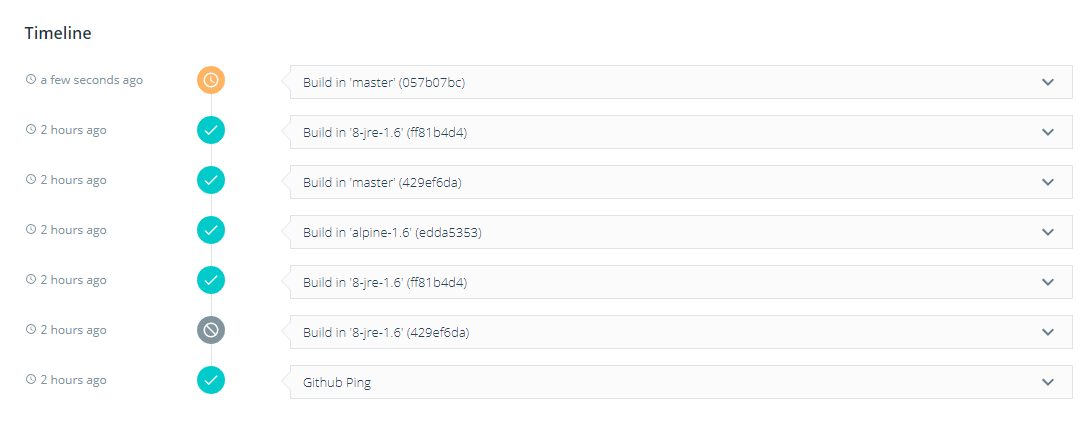 Timeline
a few seconds ago
Build in 'master' (057b07bc)
2 hours ago
Build in '8-jre-1.6' (ff81b4d4)
2 hours ago
Build in 'master' (429ef6da)
2 hours ago
Build in 'alpine-1.6' (edda5353)
2 hours ago
Build in '8-jre-1.6' (ff81b4d4)
2 hours ago
Build in '8-jre-1.6' (429ef6da)
2 hours ago
Github Ping